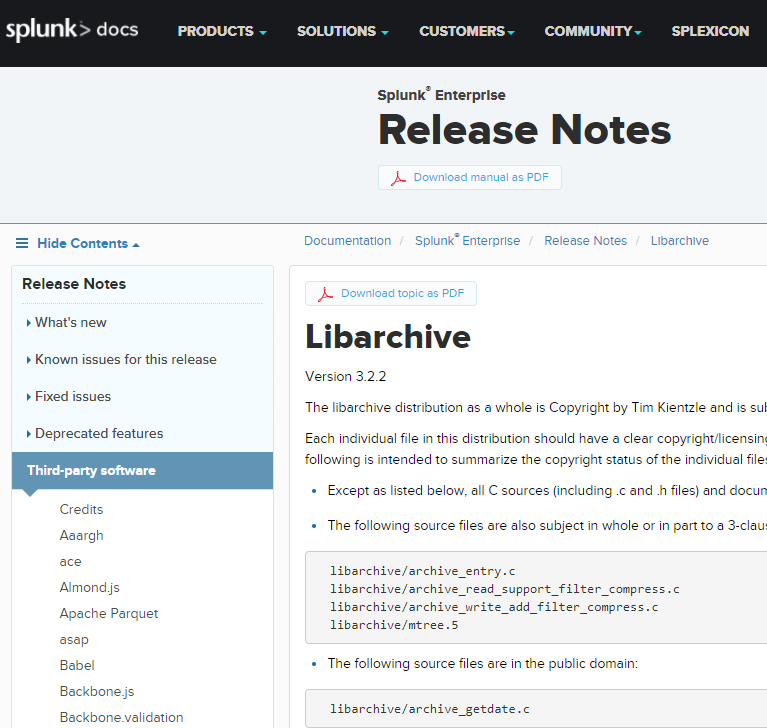 splunk> docs PRODUCTS SOLUTIONS CUSTOMERS COMMUNITY SPLEXICON
Splunk® Enterprise
Release Notes
Download manual as PDF
Hide Contents
Documentation / Splunk® Enterprise / Release Notes / Libarchive
Release Notes
What's new
Known issues for this release
Fixed issues
Deprecated features
Third-party software
Credits
Aaargh
ace
Almond.js
Apache Parquet
asap
Babel
Backbone.js
Backbone.validation
Download topic as PDF
Libarchive
Version 3.2.2
The libarchive distribution as a whole is Copyright by Tim Kientzle and is sub
Each individual file in this distribution should have a clear copyright/licensing
following is intended to summarize the copyright status of the individual files
• Except as listed below, all C sources (including .c and .h files) and docum
• The following source files are also subject in whole or in part to a 3-clau
libarchive/archive_entry.c
libarchive/archive_read_support_filter_compress.c
libarchive/archive_write_add_filter_compress.c
libarchive/mtree.5
• The following source files are in the public domain:
libarchive/archive_getdate.c